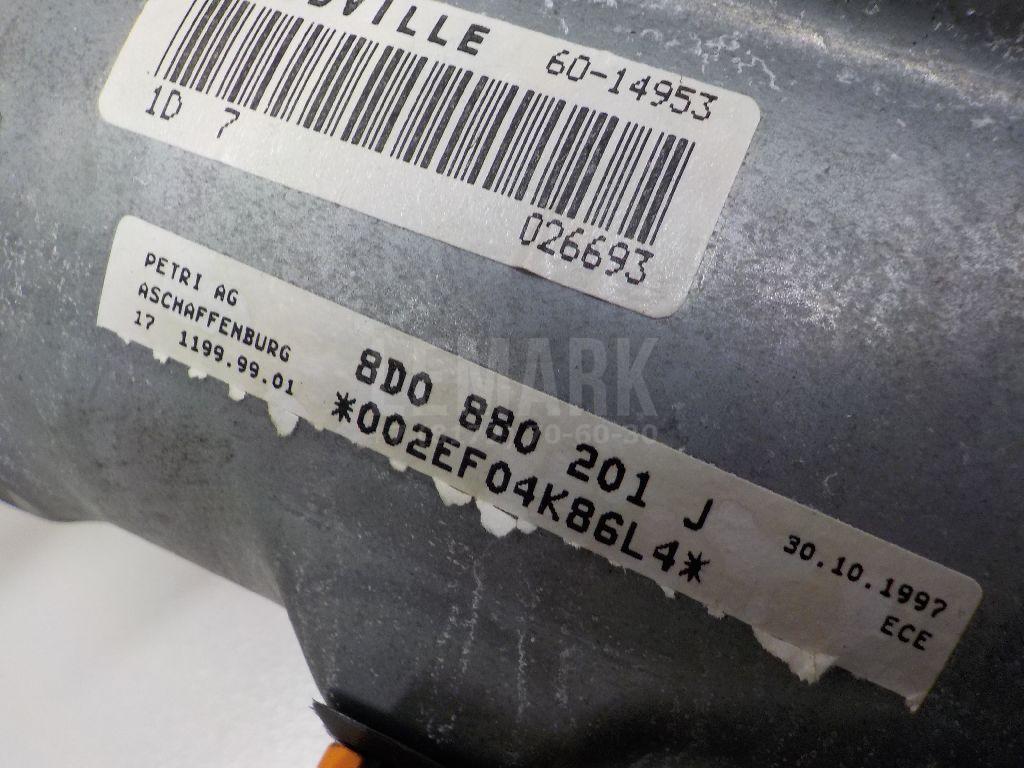 60-14953
1D 7
026693
PETRI AG
ASCHAFFENBURG
17 1199.99.01
8D0 880 201 J
*002EF04K86L4*
30.10.1997
ECE